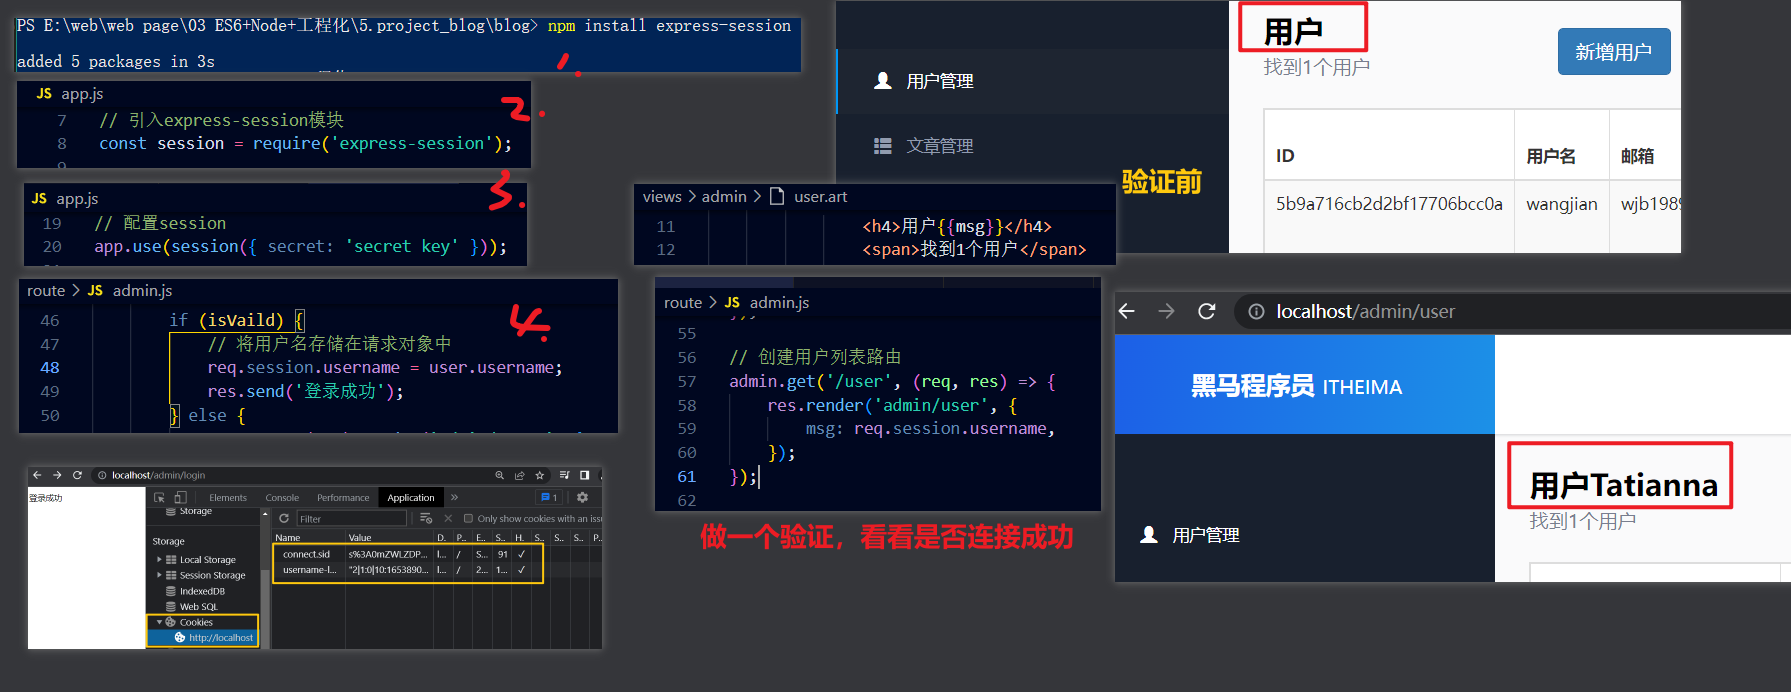 PS E:\web\web page\03 ES6+Node+工程化\5.project_blog\blog> npm install express-session
added 5 packages in 3s
1.
JS app.js
2.
7 // 引入express-session模块
8 const session = require('express-session');
9
JS app.js
3.
19 // 配置session
20 app.use(session({ secret: 'secret key' }));
route > JS admin.js
4.
46 if (isVaild) {
47 // 将用户名存储在请求对象中
48 req.session.username = user.username;
49 res.send('登录成功');
50 } else {
localhost/admin/login
登录成功
Elements Console Performance Application » 1
Storage
Filter
Only show cookies with an iss
Name Value D. P.. E.. S.. H. S.. S.. S.. P..
connect.sid s%3A0mZWLZDP... l... / S... 91 ✓
username-l... "2|1:0|10:1653890... l... / 2... 1... ✓
Storage
Local Storage
Session Storage
IndexedDB
Web SQL
Cookies
http://localhost
views > admin > user.art
11 <h4>用户{{msg}}</h4>
12 <span>找到1个用户</span>
route > JS admin.js
55
56 // 创建用户列表路由
57 admin.get('/user', (req, res) => {
58 res.render('admin/user', {
59 msg: req.session.username,
60 });
61 });
62
做一个验证，看看是否连接成功
用户管理
文章管理
验证前
用户
找到1个用户
新增用户
ID 用户名 邮箱
5b9a716cb2d2bf17706bcc0a wangjian wjb198
localhost/admin/user
黑马程序员 ITHEIMA
用户管理
用户Tatianna
找到1个用户